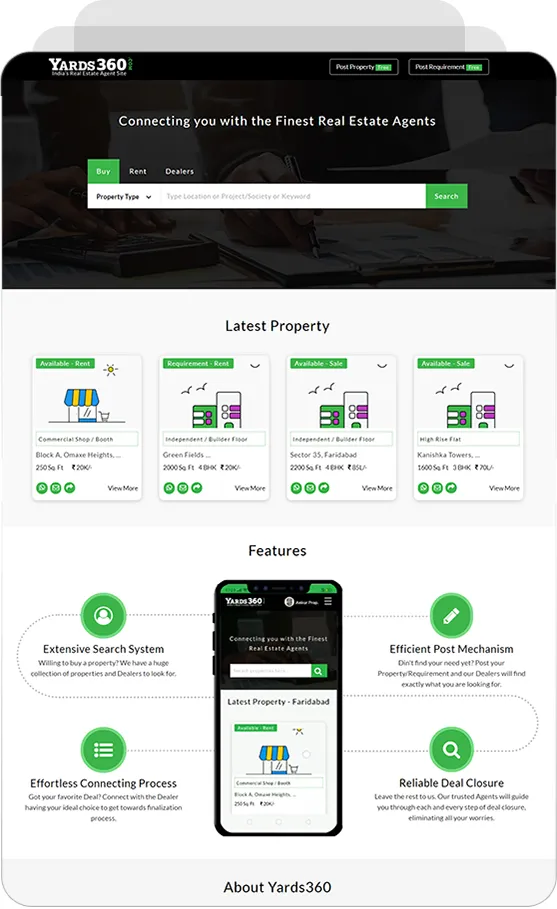 YARDS360 .COM
India's Real Estate Agent Site
Post Property Free
Post Requirement Free
Connecting you with the Finest Real Estate Agents
Buy Rent Dealers
Property Type Type Location or Project/Society or Keyword Search
Latest Property
Available - Rent
Commercial Shop / Booth
Block A, Omaxe Heights, ...
250 Sq. Ft ₹20K/-
View More
Requirement - Rent
Independent / Builder Floor
Green Fields ...
2000 Sq. Ft 4 BHK ₹20K/-
View More
Available - Sale
Independent / Builder Floor
Sector 35, Faridabad
2200 Sq. Ft 4 BHK ₹85L/-
View More
Available - Sale
High Rise Flat
Kanishka Towers, ...
1600 Sq. Ft 3 BHK ₹70L/-
View More
Features
Extensive Search System
Willing to buy a property? We have a huge
collection of properties and Dealers to look for.
Efficient Post Mechanism
Din't find your need yet? Post your
Property/Requirement and our Dealers will find
exactly what you are looking for.
Effortless Connecting Process
Got your favorite Deal? Connect with the Dealer
having your ideal choice to get towards finalization
process.
Reliable Deal Closure
Leave the rest to us. Our trusted Agents will guide
you through each and every step of deal closure,
eliminating all your worries.
YARDS360
Connecting you with the Finest
Real Estate Agents
Latest Property - Faridabad
Available - Rent
Commercial Shop / Booth
Block A, Omaxe Heights, ...
250 Sq. Ft ₹20K/-
About Yards360